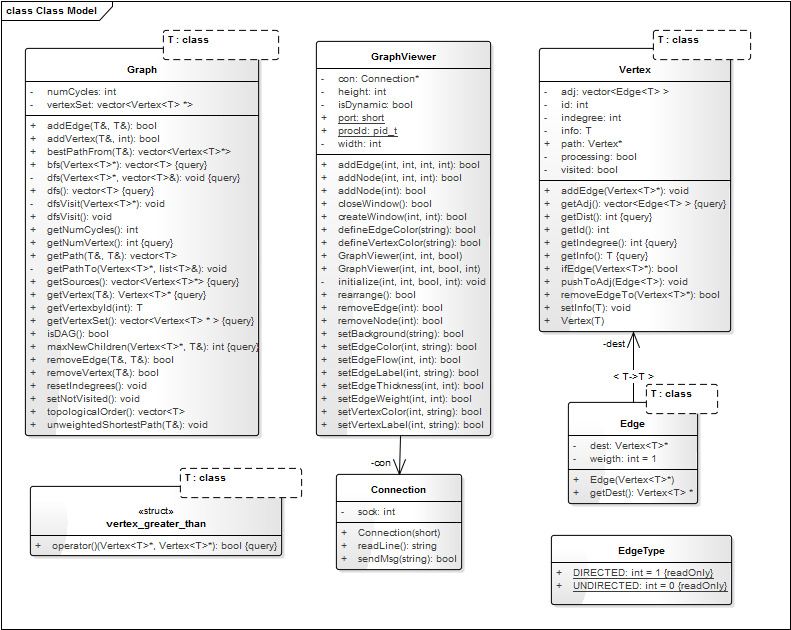 class Class Model
T : class
Graph
- numCycles: int
- vertexSet: vector<Vertex<T> *>
+ addEdge(T&, T&): bool
+ addVertex(T&, int): bool
+ bestPathFrom(T&): vector<Vertex<T>*>
+ bfs(Vertex<T>*): vector<T> {query}
- dfs(Vertex<T>*, vector<T>&): void {query}
+ dfs(): vector<T> {query}
- dfsVisit(Vertex<T>*): void
+ dfsVisit(): void
+ getNumCycles(): int
+ getNumVertex(): int {query}
+ getPath(T&, T&): vector<T>
- getPathTo(Vertex<T>*, list<T>&): void
+ getSources(): vector<Vertex<T>*> {query}
+ getVertex(T&): Vertex<T>* {query}
+ getVertexbyId(int): T
+ getVertexSet(): vector<Vertex<T> * > {query}
+ isDAG(): bool
+ maxNewChildren(Vertex<T>*, T&): int {query}
+ removeEdge(T&, T&): bool
+ removeVertex(T&): bool
+ resetIndegrees(): void
+ setNotVisited(): void
+ topologicalOrder(): vector<T>
+ unweightedShortestPath(T&): void
GraphViewer
- con: Connection*
- height: int
- isDynamic: bool
+ port: short
+ procId: pid_t
- width: int
+ addEdge(int, int, int, int): bool
+ addNode(int, int, int): bool
+ addNode(int): bool
+ closeWindow(): bool
+ createWindow(int, int): bool
+ defineEdgeColor(string): bool
+ defineVertexColor(string): bool
+ GraphViewer(int, int, bool)
+ GraphViewer(int, int, bool, int)
- initialize(int, int, bool, int): void
+ rearrange(): bool
+ removeEdge(int): bool
+ removeNode(int): bool
+ setBackground(string): bool
+ setEdgeColor(int, string): bool
+ setEdgeFlow(int, int): bool
+ setEdgeLabel(int, string): bool
+ setEdgeThickness(int, int): bool
+ setEdgeWeight(int, int): bool
+ setVertexColor(int, string): bool
+ setVertexLabel(int, string): bool
T : class
Vertex
- adj: vector<Edge<T> >
- id: int
- indegree: int
- info: T
+ path: Vertex*
- processing: bool
- visited: bool
+ addEdge(Vertex<T>*): void
+ getAdj(): vector<Edge<T> > {query}
+ getDist(): int {query}
+ getId(): int
+ getIndegree(): int {query}
+ getInfo(): T {query}
+ ifEdge(Vertex<T>*): bool
+ pushToAdj(Edge<T>): void
+ removeEdgeTo(Vertex<T>*): bool
+ setInfo(T): void
+ Vertex(T)
-dest
< T->T >
T : class
Edge
- dest: Vertex<T>*
- weigth: int = 1
+ Edge(Vertex<T>*)
+ getDest(): Vertex<T> *
-con
Connection
- sock: int
+ Connection(short)
+ readLine(): string
+ sendMsg(string): bool
T : class
«struct»
vertex_greater_than
+ operator()(Vertex<T>*, Vertex<T>*): bool {query}
EdgeType
+ DIRECTED: int = 1 {readOnly}
+ UNDIRECTED: int = 0 {readOnly}